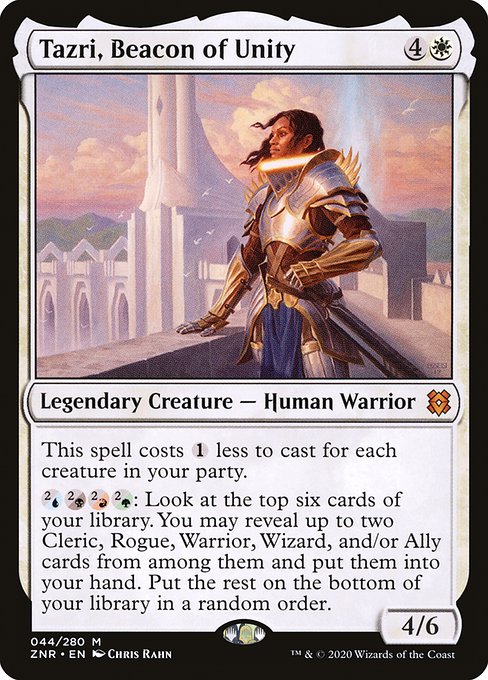 Tazri, Beacon of Unity 4
Legendary Creature — Human Warrior
This spell costs 1 less to cast for each
creature in your party.
2 2 2 2: Look at the top six cards of
your library. You may reveal up to two
Cleric, Rogue, Warrior, Wizard, and/or Ally
cards from among them and put them into
your hand. Put the rest on the bottom of
your library in a random order.
4/6
044/280 M
ZNR • EN Chris Rahn
™ & © 2020 Wizards of the Coast